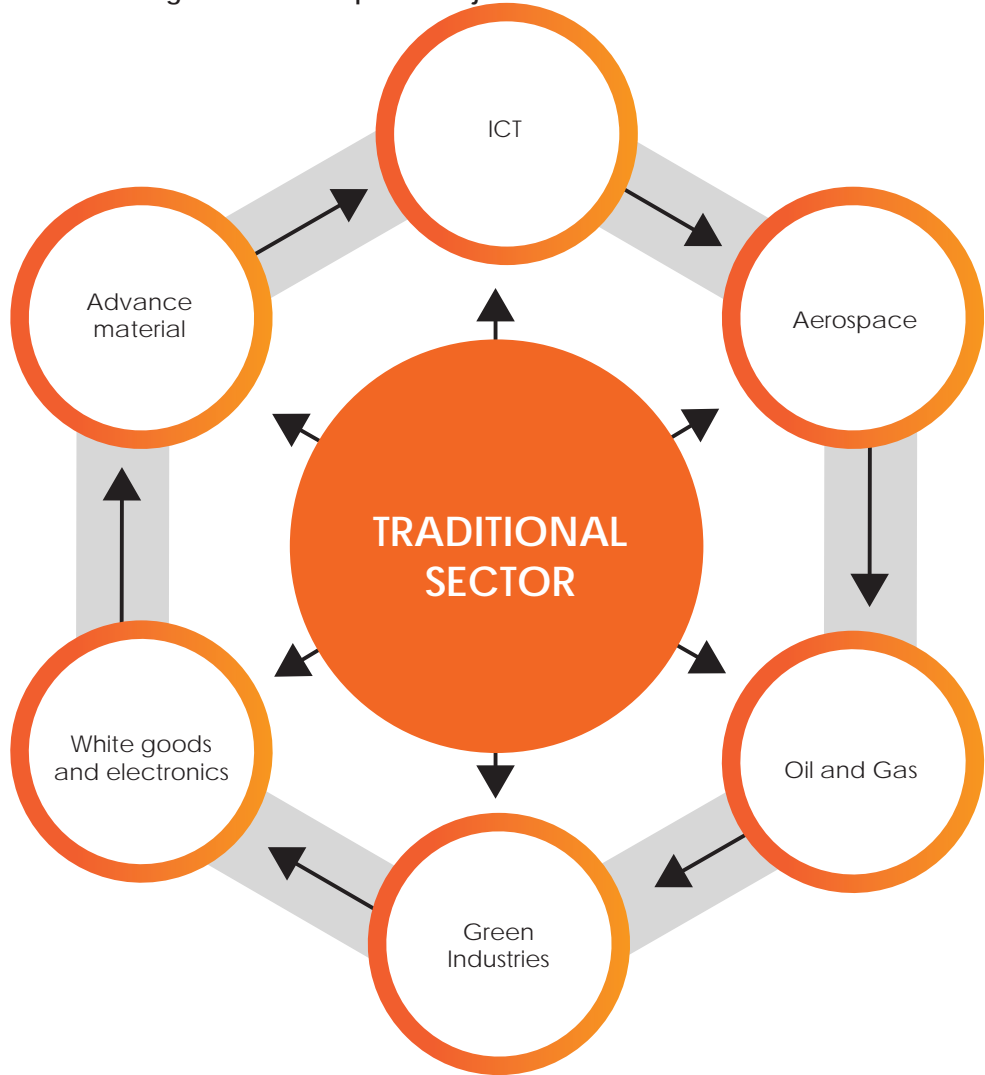 ICT
Advance
material
Aerospace
TRADITIONAL
SECTOR
White goods
and electronics
Oil and Gas
Green
Industries